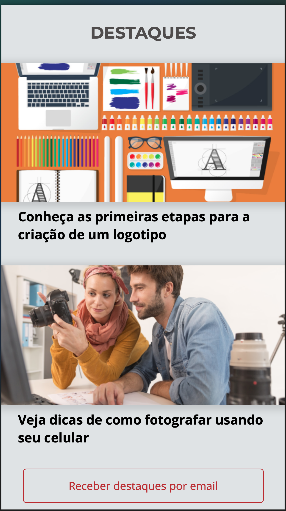 DESTAQUES
Conheça as primeiras etapas para a
criação de um logotipo
Veja dicas de como fotografar usando
seu celular
Receber destaques por email